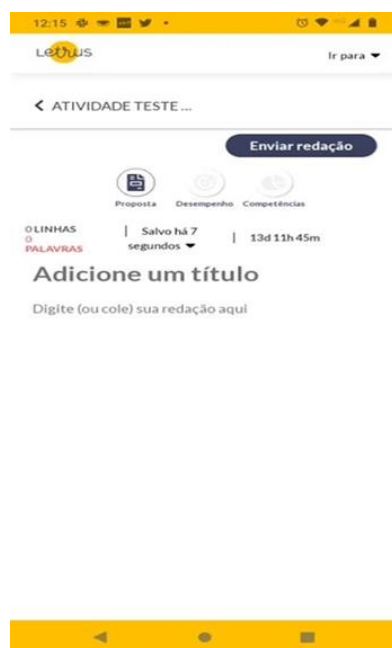 12:15
Letrus
Ir para
ATIVIDADE TESTE ...
Enviar redação
Proposta Desempenho Competências
0 LINHAS
0
PALAVRAS
| Salvo há 7
segundos
| 13d 11h 45m
Adicione um título
Digite (ou cole) sua redação aqui